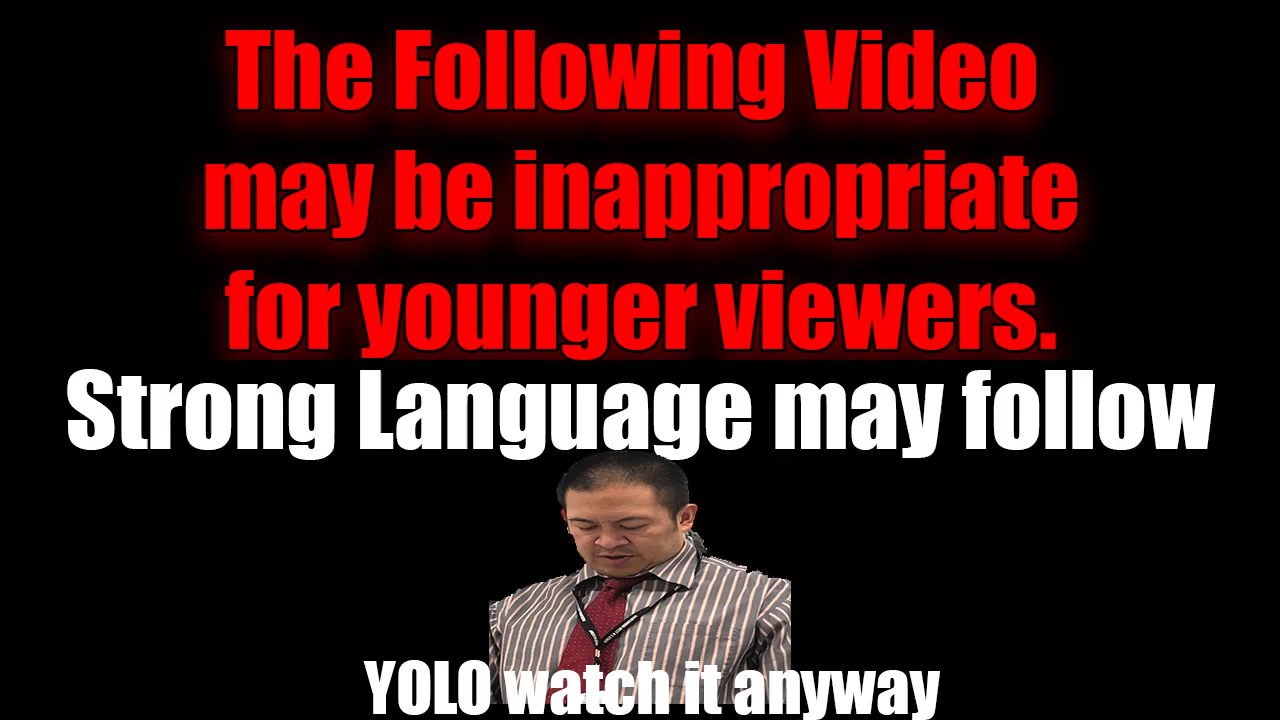 The Following Video
may be inappropriate
for younger viewers.
Strong Language may follow
YOLO watch it anyway